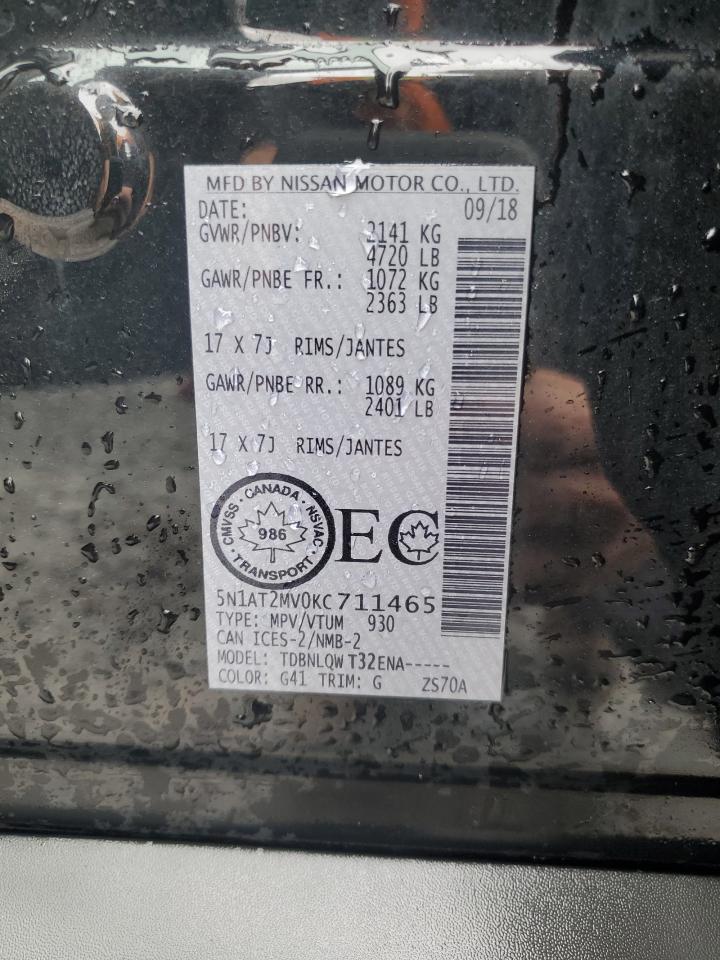 MFD BY NISSAN MOTOR CO., LTD.
DATE: 09/18
GVWR/PNBV: 2141 KG
4720 LB
GAWR/PNBE FR.: 1072 KG
2363 LB
17 X 7J RIMS/JANTES
GAWR/PNBE RR.: 1089 KG
2401 LB
17 X 7J RIMS/JANTES
CMVSS · CANADA · NSVAC
986
· TRANSPORT ·
EC
5N1AT2MV0KC711465
TYPE: MPV/VTUM 930
CAN ICES-2/NMB-2
MODEL: TDBNLQW T32ENA-----
COLOR: G41 TRIM: G ZS70A